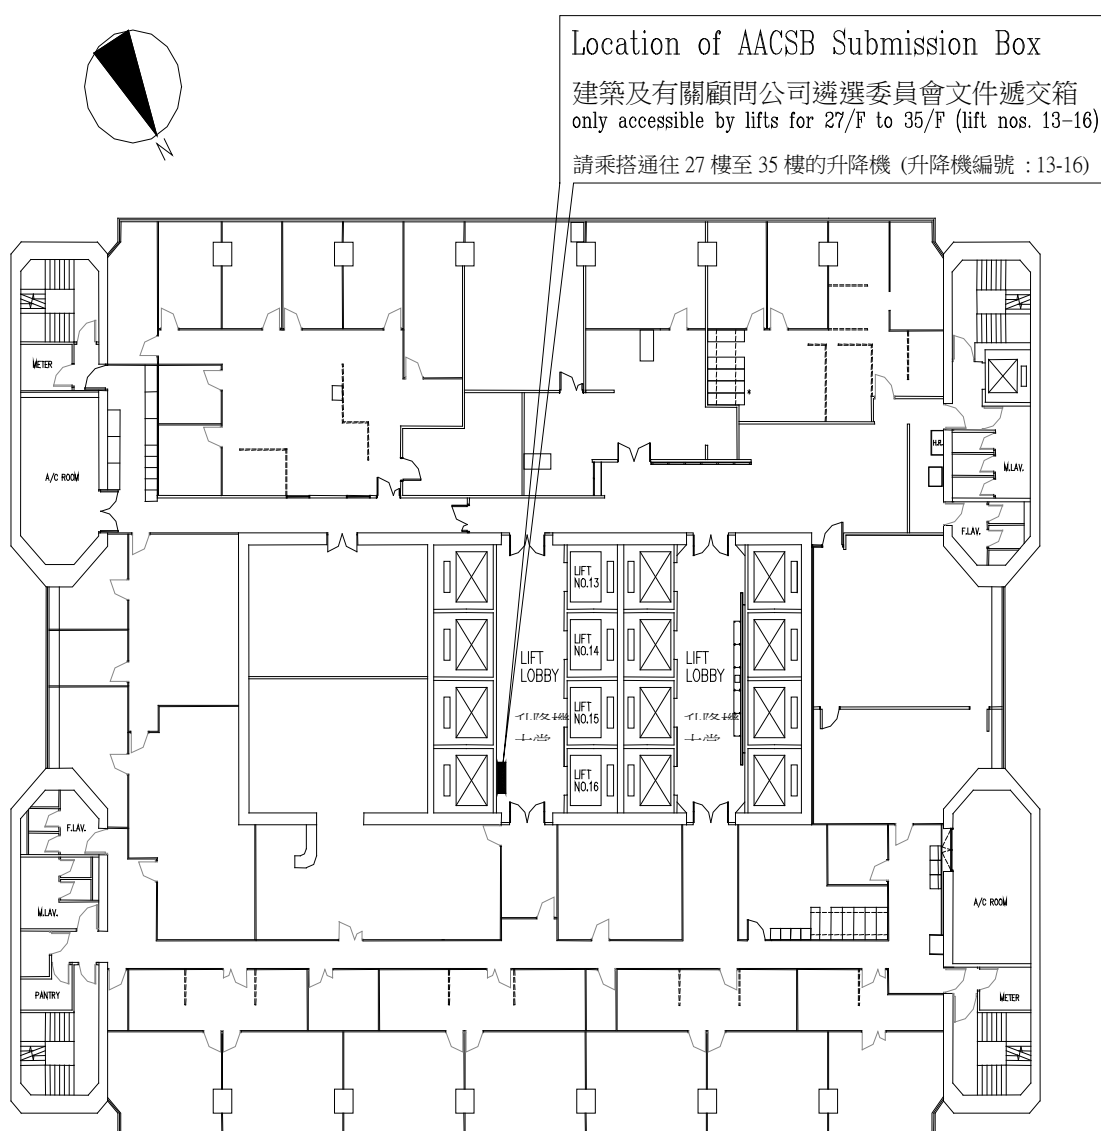 Location of AACSB Submission Box
建築及有關顧問公司遴選委員會文件遞交箱
only accessible by lifts for 27/F to 35/F (lift nos. 13-16)
請乘搭通往 27 樓至 35 樓的升降機 (升降機編號 : 13-16)
N
METER
A/C ROOM
H.R.
M.LAV.
F.LAV.
LIFT
NO.13
LIFT
NO.14
LIFT
LOBBY
LIFT
LOBBY
LIFT
NO.15
LIFT
NO.16
F.LAV.
M.LAV.
A/C ROOM
PANTRY
METER